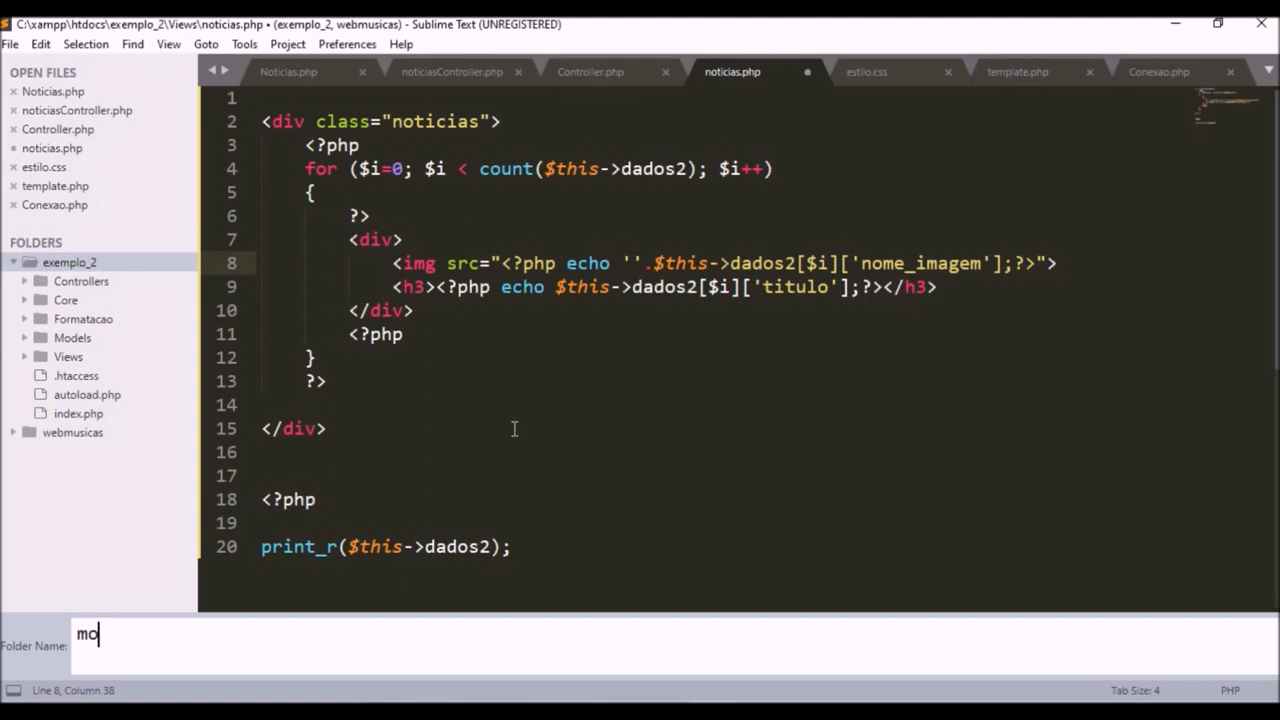 C:\xampp\htdocs\exemplo_2\Views\noticias.php • (exemplo_2, webmusicas) - Sublime Text (UNREGISTERED)
File Edit Selection Find View Goto Tools Project Preferences Help
OPEN FILES
Noticias.php
noticiasController.php
Controller.php
noticias.php
estilo.css
template.php
Conexao.php
FOLDERS
exemplo_2
Controllers
Core
Formatacao
Models
Views
.htaccess
autoload.php
index.php
webmusicas
Noticias.php noticiasController.php Controller.php noticias.php estilo.css template.php Conexao.php
1
2 <div class="noticias">
3 <?php
4 for ($i=0; $i < count($this->dados2); $i++)
5 {
6 ?>
7 <div>
8 <img src="<?php echo ''.$this->dados2[$i]['nome_imagem'];?>">
9 <h3><?php echo $this->dados2[$i]['titulo'];?></h3>
10 </div>
11 <?php
12 }
13 ?>
14
15 </div>
16
17
18 <?php
19
20 print_r($this->dados2);
Folder Name: mo
Line 8, Column 38 Tab Size: 4 PHP